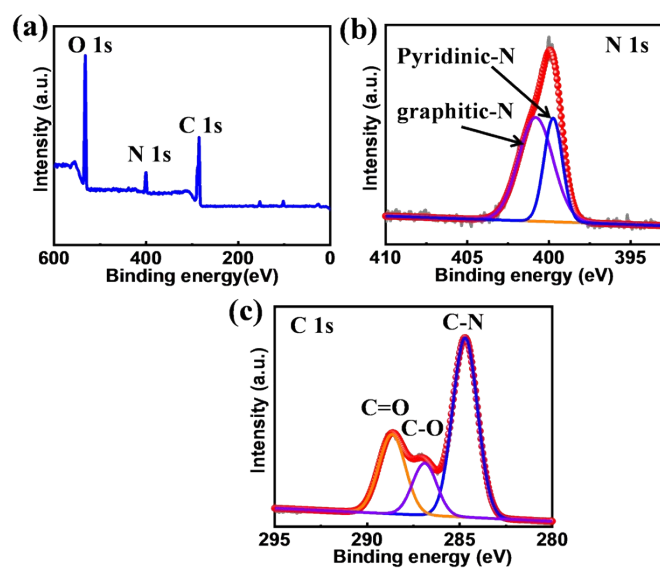 (a)
O 1s
N 1s
C 1s
Intensity (a.u.)
600 400 200 0
Binding energy(eV)
(b)
N 1s
Pyridinic-N
graphitic-N
Intensity (a.u.)
410 405 400 395
Binding energy (eV)
(c)
C 1s
C-N
C=O
C-O
Intensity (a.u.)
295 290 285 280
Binding energy (eV)